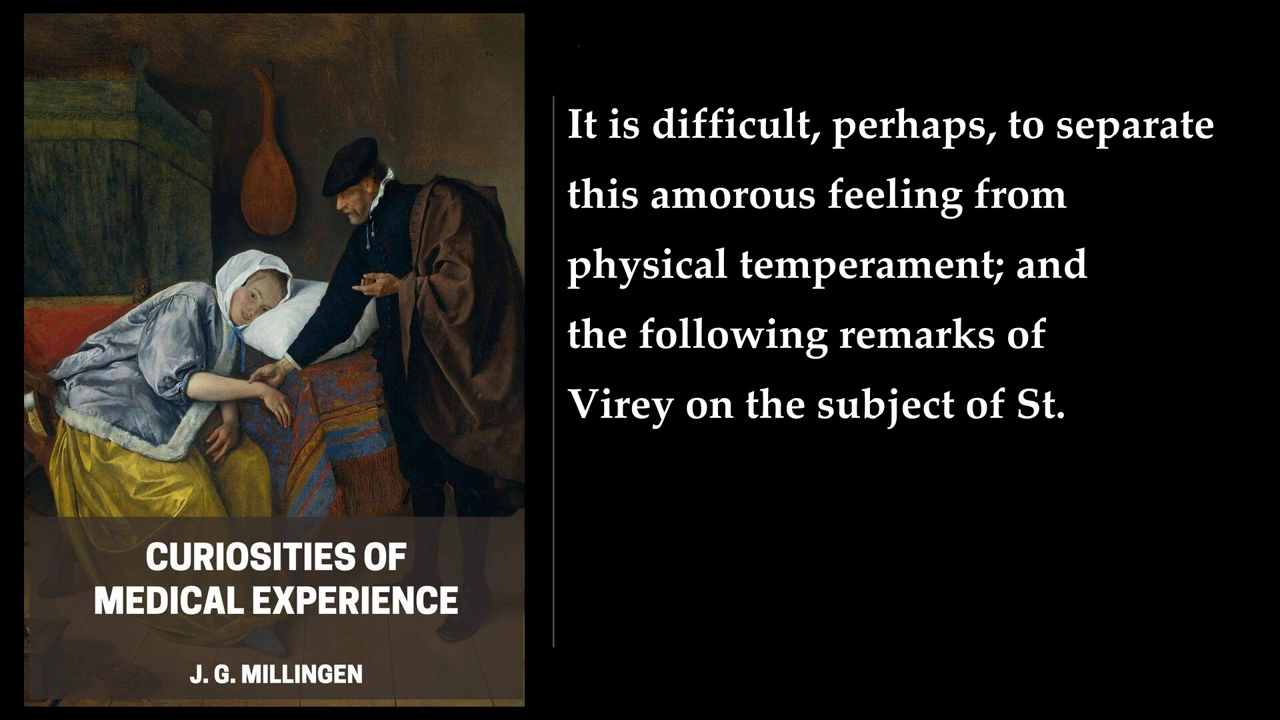 It is difficult, perhaps, to separate
this amorous feeling from
physical temperament; and
the following remarks of
Virey on the subject of St.
CURIOSITIES OF
MEDICAL EXPERIENCE
J. G. MILLINGEN